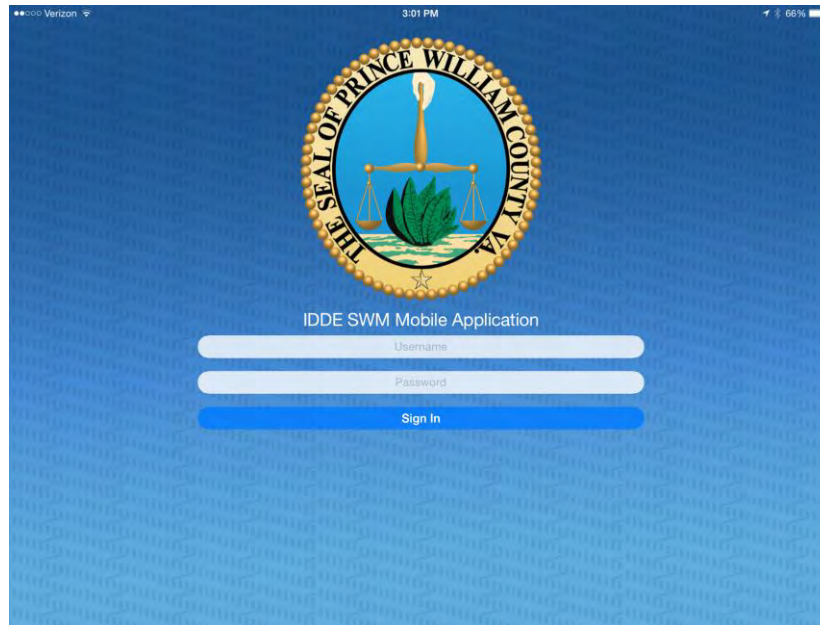 Verizon
3:01 PM
66%
THE SEAL OF PRINCE WILLIAM COUNTY VA.
IDDE SWM Mobile Application
Username
Password
Sign In